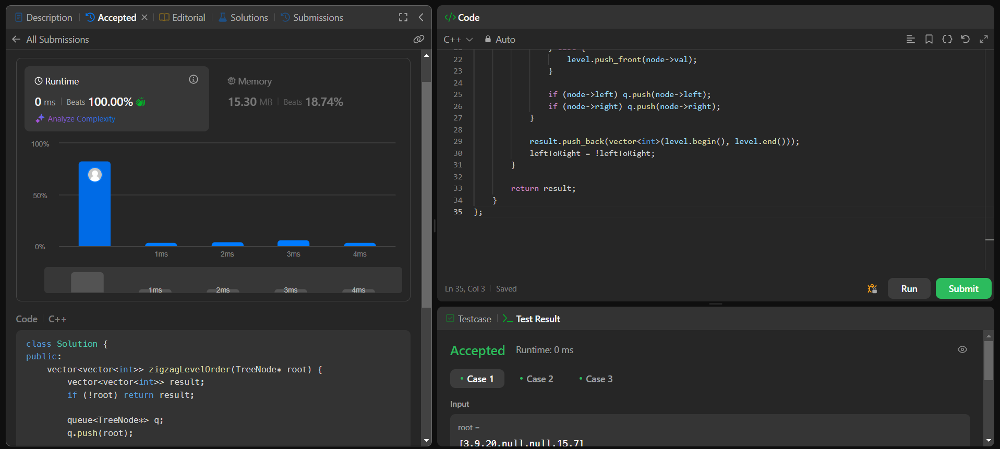 Description
Accepted
Editorial
Solutions
Submissions
All Submissions
Runtime
0 ms
Beats 100.00%
Analyze Complexity
Memory
15.30 MB
Beats 18.74%
100%
50%
0%
1ms
2ms
3ms
4ms
1ms
2ms
3ms
4ms
Code
C++
class Solution {
public:
vector<vector<int>> zigzagLevelOrder(TreeNode* root) {
vector<vector<int>> result;
if (!root) return result;
queue<TreeNode*> q;
q.push(root);
</> Code
C++
Auto
22 level.push_front(node->val);
23 }
24
25 if (node->left) q.push(node->left);
26 if (node->right) q.push(node->right);
27 }
28
29 result.push_back(vector<int>(level.begin(), level.end()));
30 leftToRight = !leftToRight;
31 }
32
33 return result;
34 }
35 };
Ln 35, Col 3
Saved
Run
Submit
Testcase
Test Result
Accepted
Runtime: 0 ms
Case 1
Case 2
Case 3
Input
root =
[3,9,20,null,null,15,7]